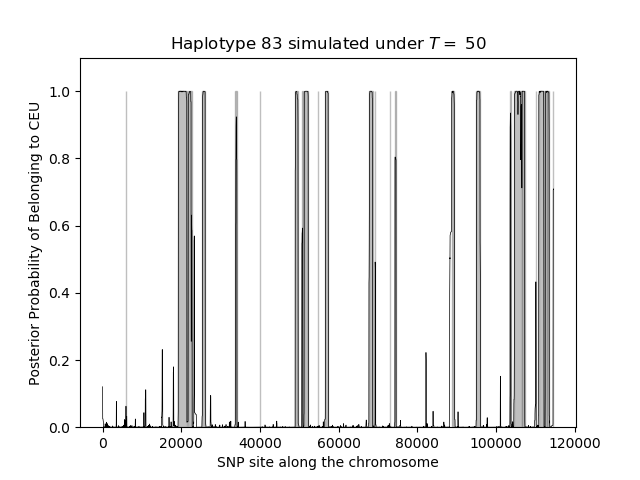 Haplotype 83 simulated under T = 50
Posterior Probability of Belonging to CEU
1.0
0.8
0.6
0.4
0.2
0.0
0 20000 40000 60000 80000 100000 120000
SNP site along the chromosome